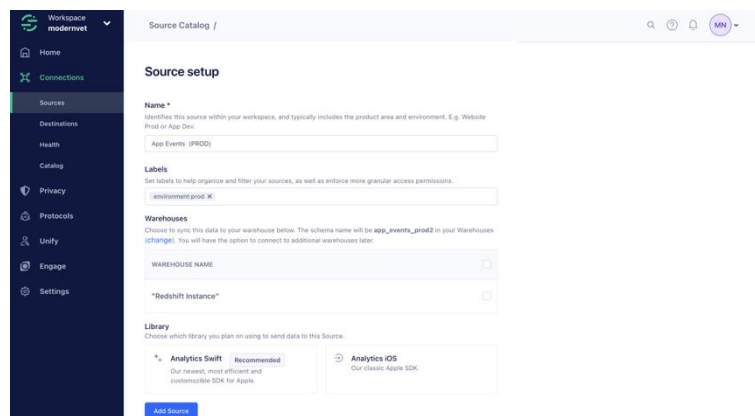 Workspace
modernvet
Source Catalog /
MN
Home
Connections
Sources
Destinations
Health
Catalog
Privacy
Protocols
Unify
Engage
Settings
Source setup
Name *
Identifies this source within your workspace, and typically includes the product area and environment. E.g. Website
Prod or App Dev.
App Events (PROD)
Labels
Set labels to help organize and filter your sources, as well as enforce more granular access permissions.
environment:prod ×
Warehouses
Choose to sync this data to your warehouse below. The schema name will be app_events_prod2 in your Warehouses
(change). You will have the option to connect to additional warehouses later.
WAREHOUSE NAME
"Redshift Instance"
Library
Choose which library you plan on using to send data to this Source.
Analytics Swift Recommended
Our newest, most efficient and
customozible SDK for Apple.
Analytics iOS
Our classic Apple SDK.
Add Source